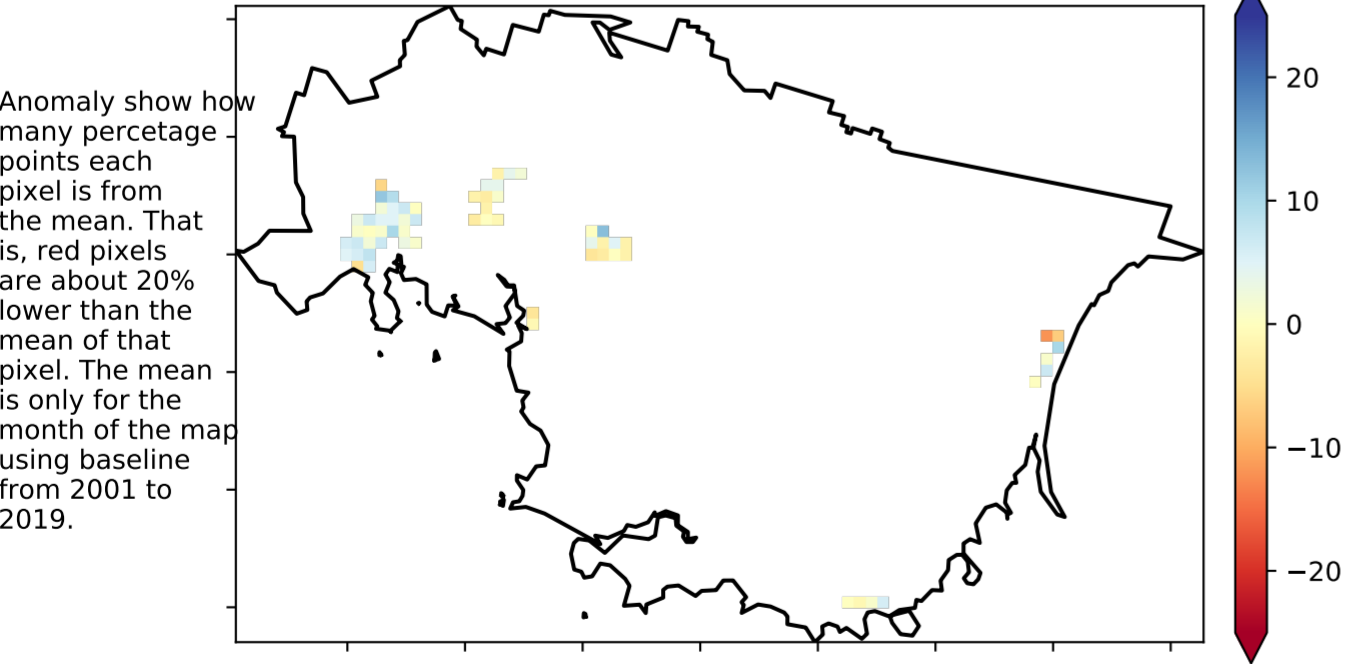 Anomaly show how
many percetage
points each
pixel is from
the mean. That
is, red pixels
are about 20%
lower than the
mean of that
pixel. The mean
is only for the
month of the map
using baseline
from 2001 to
2019.
20
10
0
−10
−20